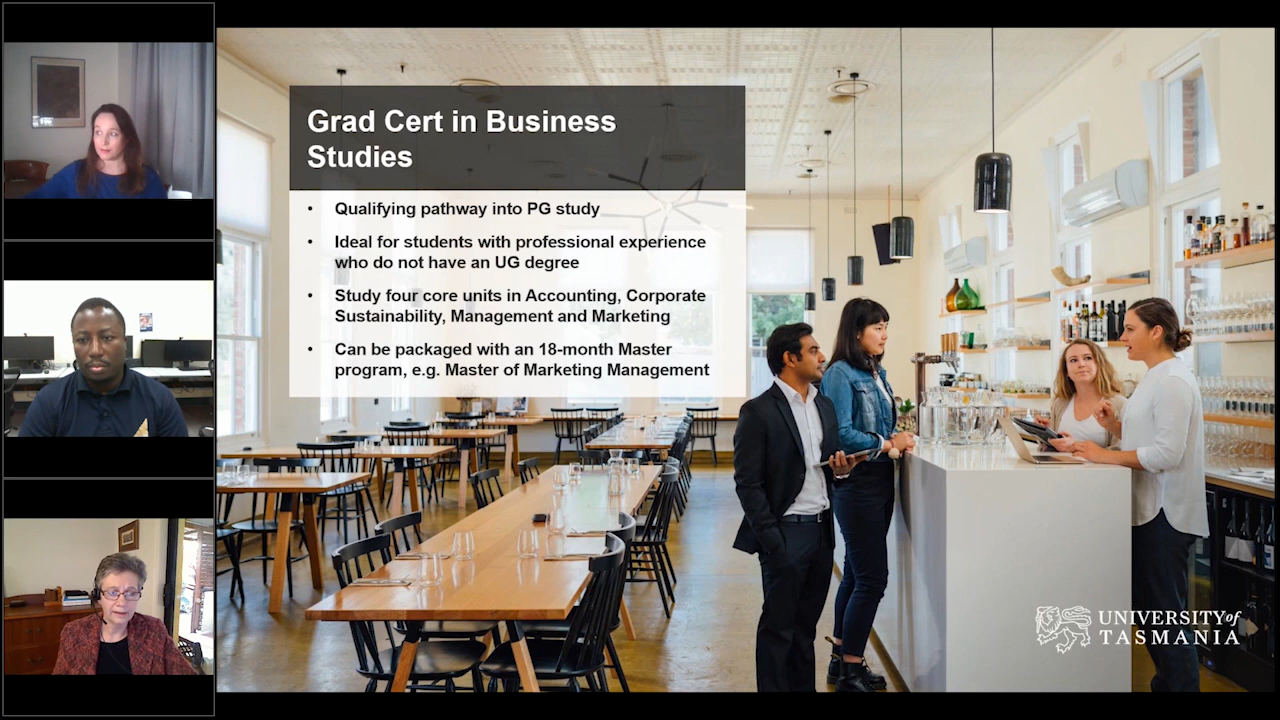 Grad Cert in Business
Studies
• Qualifying pathway into PG study
• Ideal for students with professional experience
who do not have an UG degree
• Study four core units in Accounting, Corporate
Sustainability, Management and Marketing
• Can be packaged with an 18-month Master
program, e.g. Master of Marketing Management
UNIVERSITY of
TASMANIA